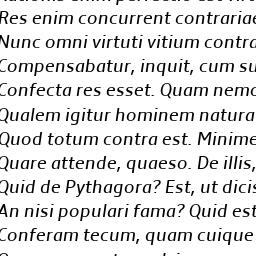 Res enim concurrent contrariae
Nunc omni virtuti vitium contra
Compensabatur, inquit, cum su
Confecta res esset. Quam nemo
Qualem igitur hominem natura
Quod totum contra est. Minime
Quare attende, quaeso. De illis,
Quid de Pythagora? Est, ut dicis
An nisi populari fama? Quid est
Conferam tecum, quam cuique